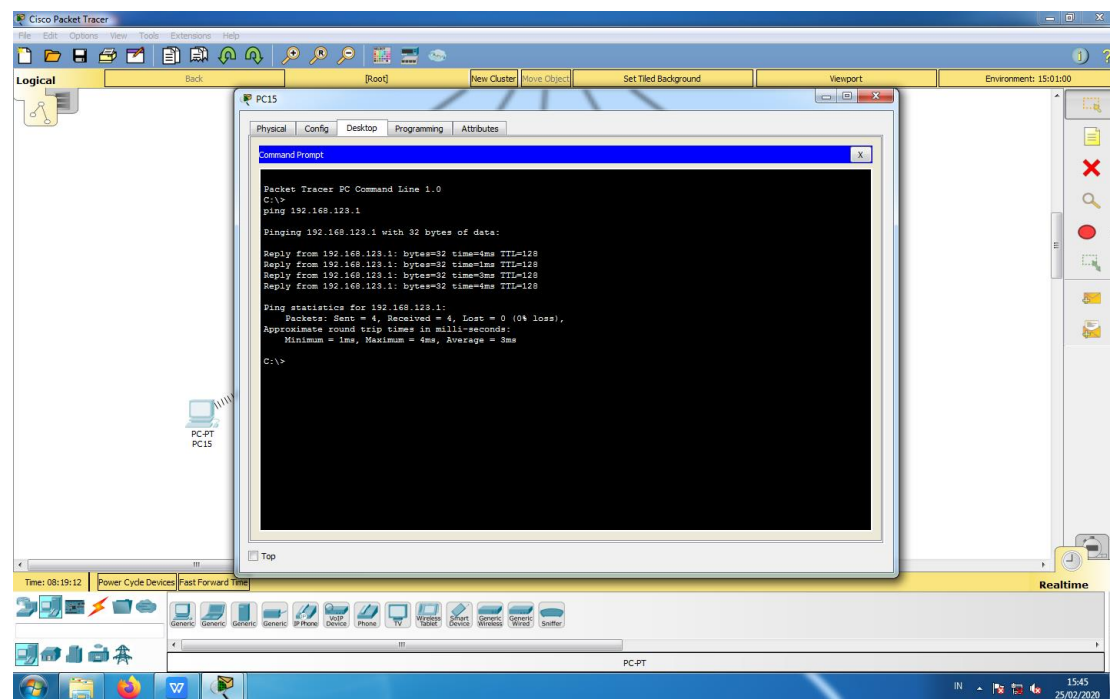 Cisco Packet Tracer
File Edit Options View Tools Extensions Help
Logical
Back
[Root]
New Cluster
Move Object
Set Tiled Background
Viewport
Environment: 15:01:00
PC15
Physical Config Desktop Programming Attributes
Command Prompt
X
Packet Tracer PC Command Line 1.0
C:\>
ping 192.168.123.1
Pinging 192.168.123.1 with 32 bytes of data:
Reply from 192.168.123.1: bytes=32 time=4ms TTL=128
Reply from 192.168.123.1: bytes=32 time=1ms TTL=128
Reply from 192.168.123.1: bytes=32 time=3ms TTL=128
Reply from 192.168.123.1: bytes=32 time=4ms TTL=128
Ping statistics for 192.168.123.1:
Packets: Sent = 4, Received = 4, Lost = 0 (0% loss),
Approximate round trip times in milli-seconds:
Minimum = 1ms, Maximum = 4ms, Average = 3ms
C:\>
PC-PT
PC15
Top
Time: 08:19:12
Power Cycle Devices
Fast Forward Time
Realtime
Generic
Generic
Generic
Generic
IP Phone
VoIP Device
Phone
TV
Wireless Tablet
Smart Device
Generic Wireless
Generic Wired
Sniffer
PC-PT
IN
15:45
25/02/2020